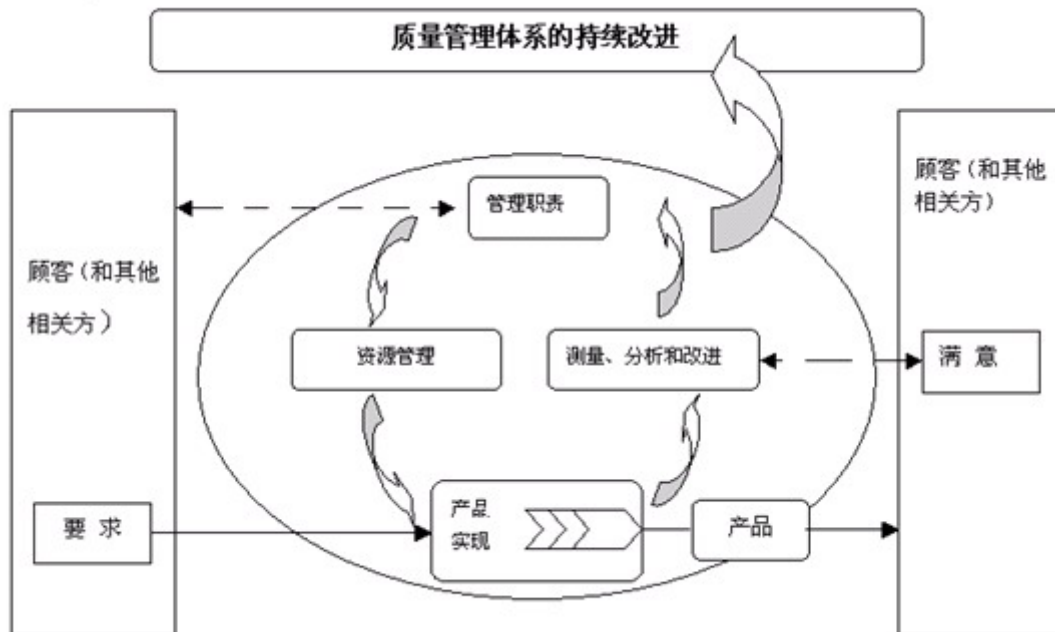 质量管理体系的持续改进
顾客（和其他
相关方）
要 求
管理职责
资源管理
测量、分析和改进
产品
实现
产品
顾客（和其他
相关方）
满 意